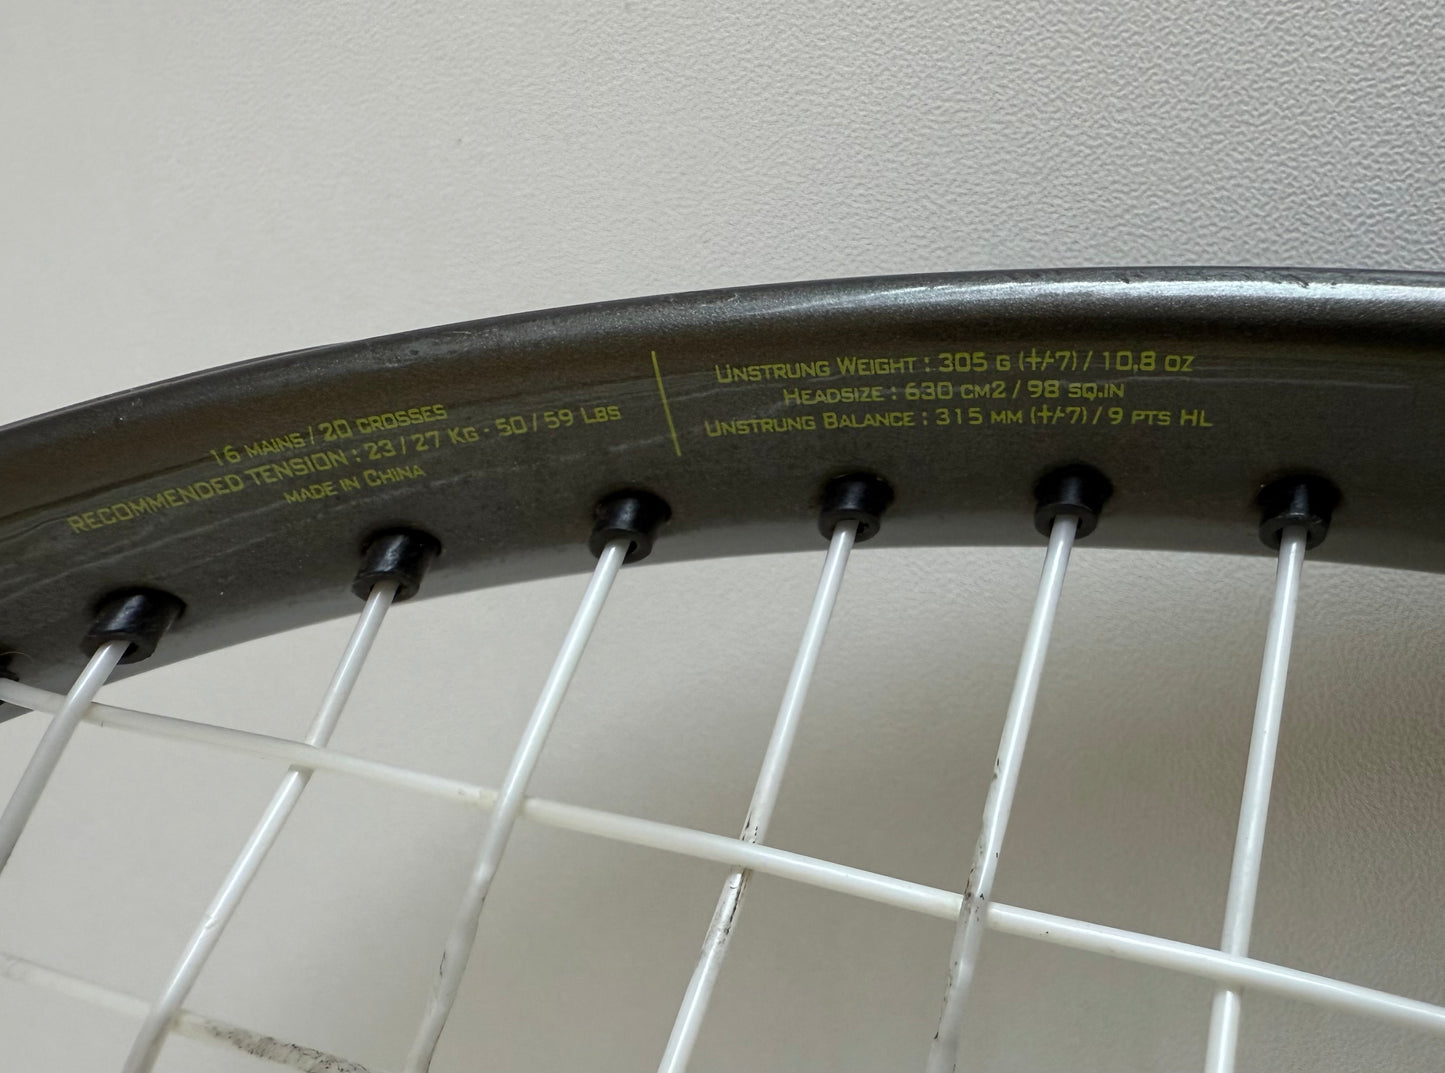 16 MAINS / 20 CROSSES
RECOMMENDED TENSION : 23 / 27 KG - 50 / 59 LBS
MADE IN CHINA
UNSTRUNG WEIGHT : 305 G (+/-7) / 10.8 OZ
HEADSIZE : 630 CM2 / 98 SQ.IN
UNSTRUNG BALANCE : 315 MM (+/-7) / 9 PTS HL